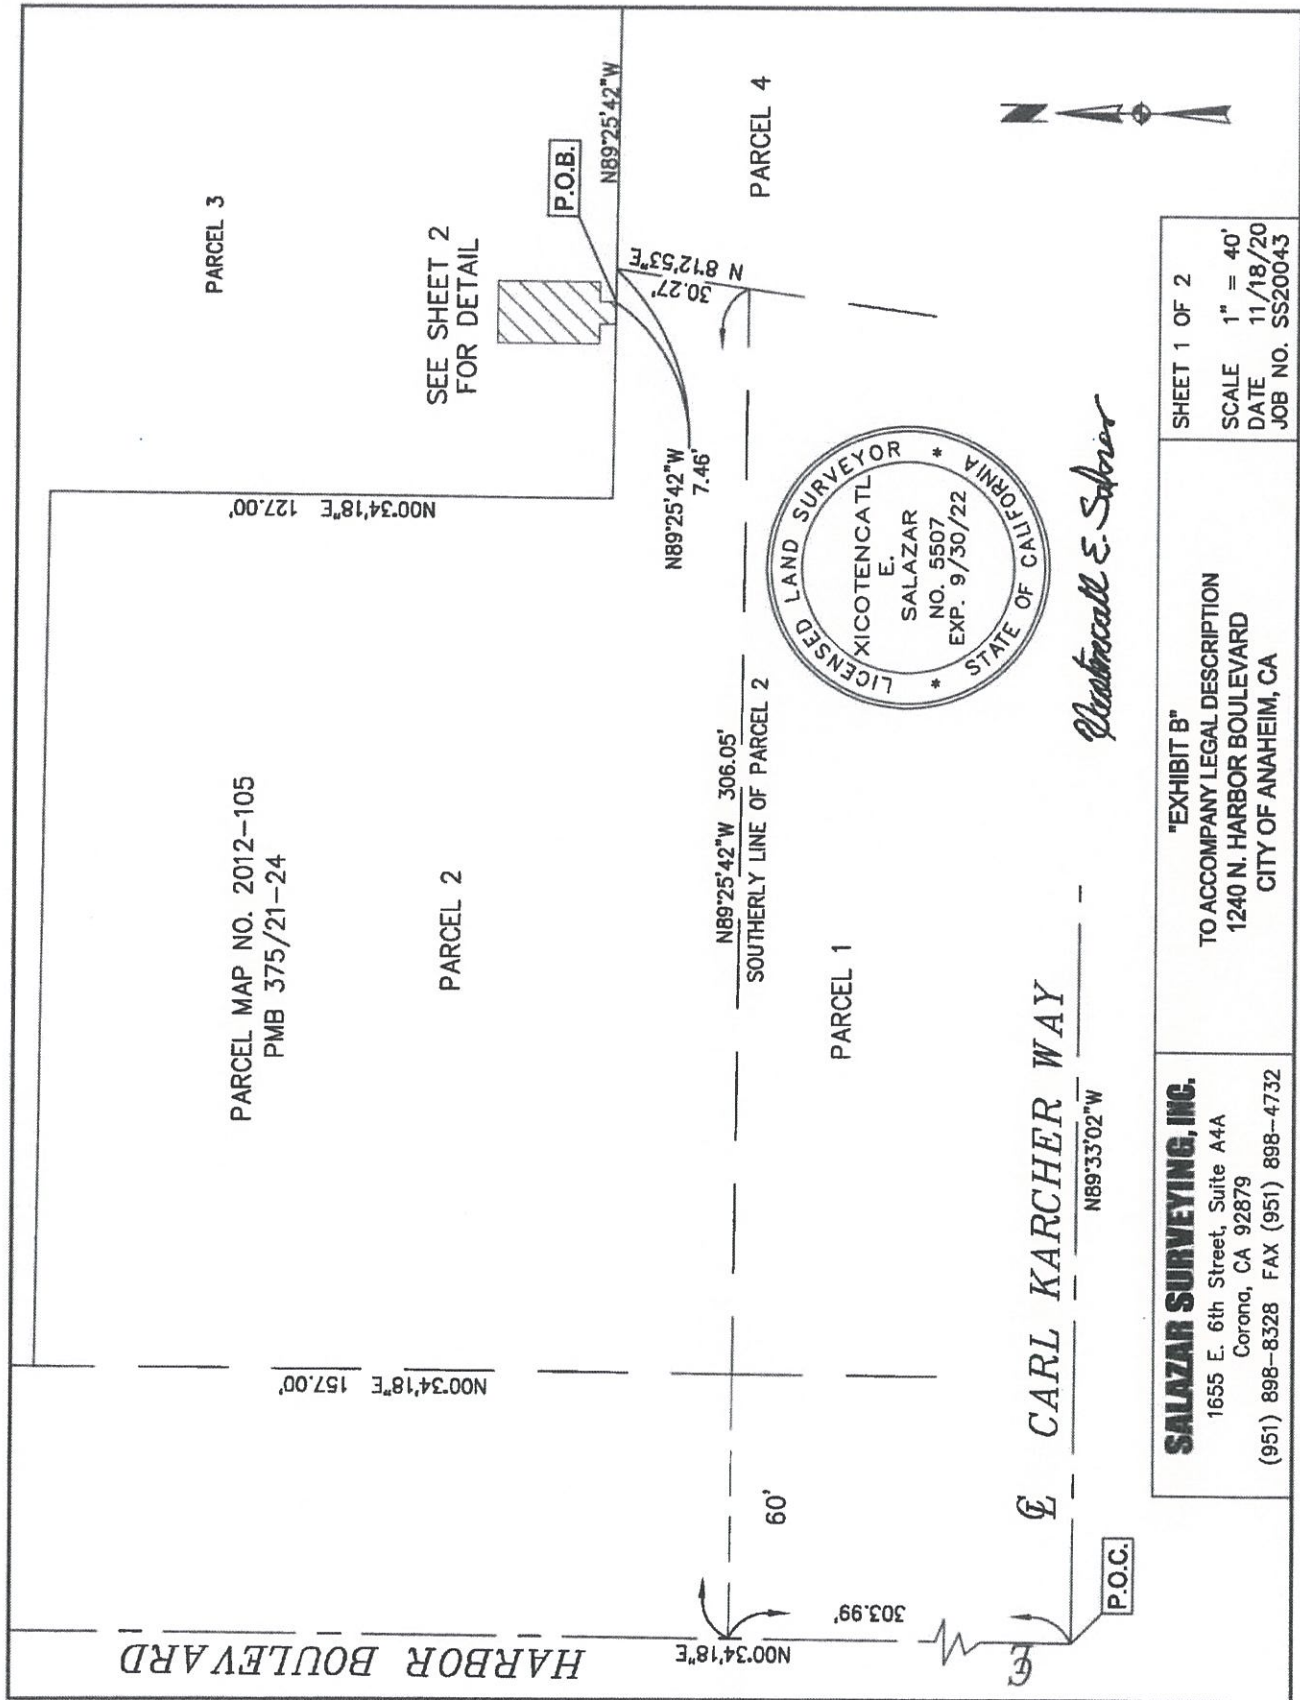 PARCEL 3
SEE SHEET 2
FOR DETAIL
P.O.B.
N89°25'42"W
PARCEL 4
N 8°12'53"E
30.27'
N89°25'42"W
7.46'
N00°34'18"E 127.00'
PARCEL MAP NO. 2012-105
PMB 375/21-24
PARCEL 2
N89°25'42"W 306.05'
SOUTHERLY LINE OF PARCEL 2
PARCEL 1
N00°34'18"E 157.00'
60'
HARBOR BOULEVARD
N00°34'18"E
303.99'
℄
℄ CARL KARCHER WAY
N89°33'02"W
P.O.C.
N
LICENSED LAND SURVEYOR
XICOTENCATL
E.
SALAZAR
NO. 5507
EXP. 9/30/22
* STATE OF CALIFORNIA *
SALAZAR SURVEYING, INC.
1655 E. 6th Street, Suite A4A
Corona, CA 92879
(951) 898-8328 FAX (951) 898-4732
"EXHIBIT B"
TO ACCOMPANY LEGAL DESCRIPTION
1240 N. HARBOR BOULEVARD
CITY OF ANAHEIM, CA
SHEET 1 OF 2
SCALE 1" = 40'
DATE 11/18/20
JOB NO. SS20043